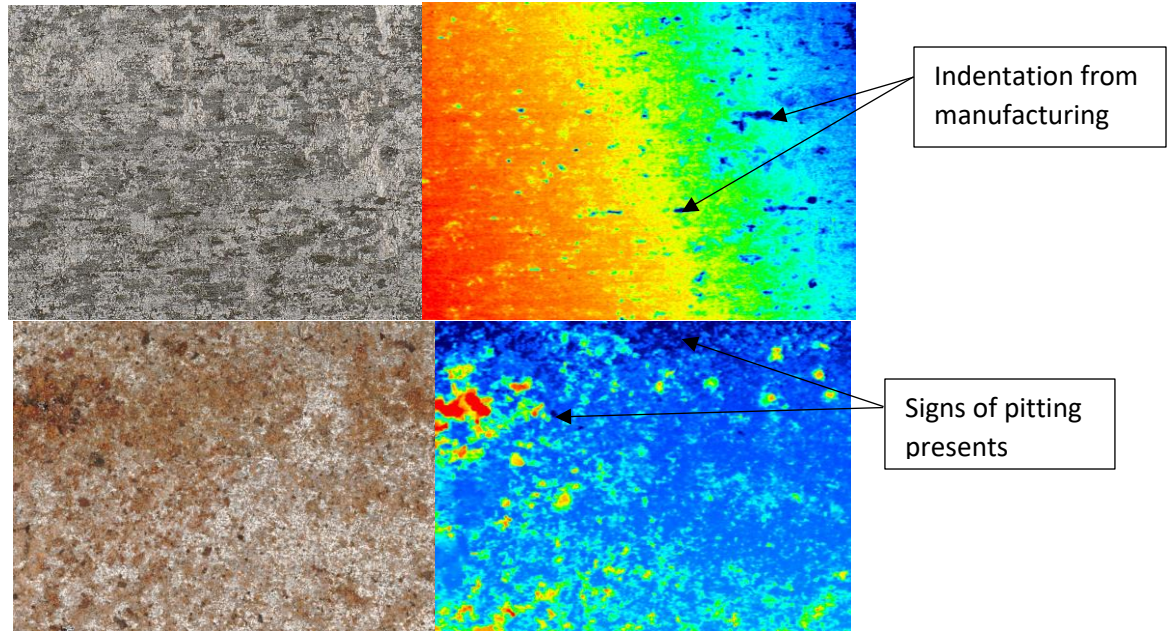 Indentation from
manufacturing
Signs of pitting
presents